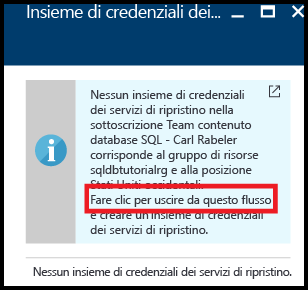 Insieme di credenziali dei...
Nessun insieme di credenziali
dei servizi di ripristino nella
sottoscrizione Team contenuto
database SQL - Carl Rabeler
corrisponde al gruppo di risorse
sqldbtutorialrg e alla posizione
Stati Uniti occidentali.
Fare clic per uscire da questo flusso
e creare un'insieme di credenziali
dei servizi di ripristino.
Nessun insieme di credenziali dei servizi di ripristino.